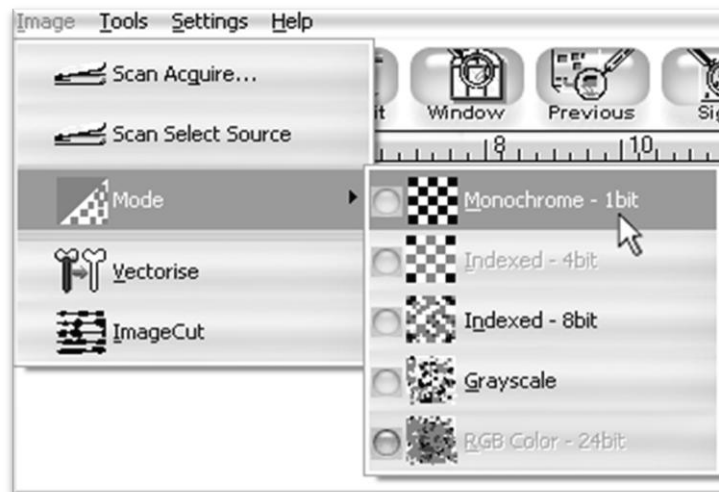 Image Tools Settings Help
Scan Acquire...
Scan Select Source
Mode
Vectorise
ImageCut
Window Previous
8 10
Monochrome - 1bit
Indexed - 4bit
Indexed - 8bit
Grayscale
RGB Color - 24bit